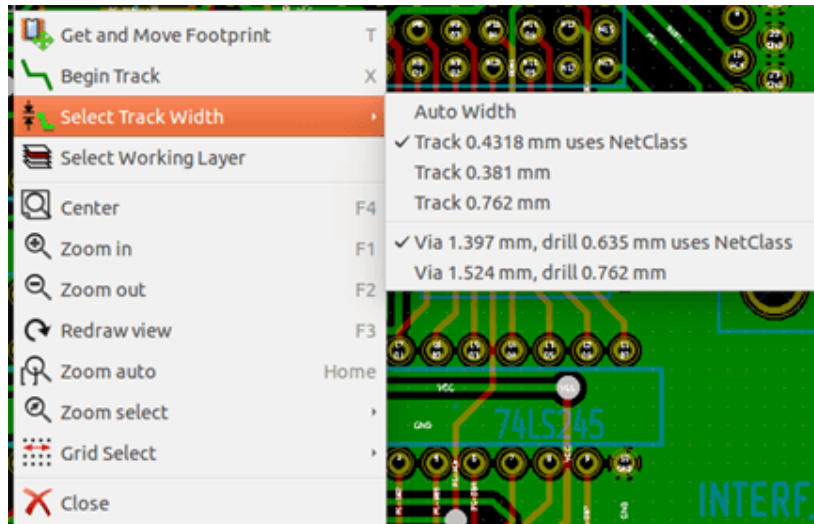 Get and Move Footprint T
Begin Track X
Select Track Width
Select Working Layer
Center F4
Zoom in F1
Zoom out F2
Redraw view F3
Zoom auto Home
Zoom select
Grid Select
Close
Auto Width
Track 0.4318 mm uses NetClass
Track 0.381 mm
Track 0.762 mm
Via 1.397 mm, drill 0.635 mm uses NetClass
Via 1.524 mm, drill 0.762 mm
VCC
VCC
GND
74LS245
VCC
GND
INTERF